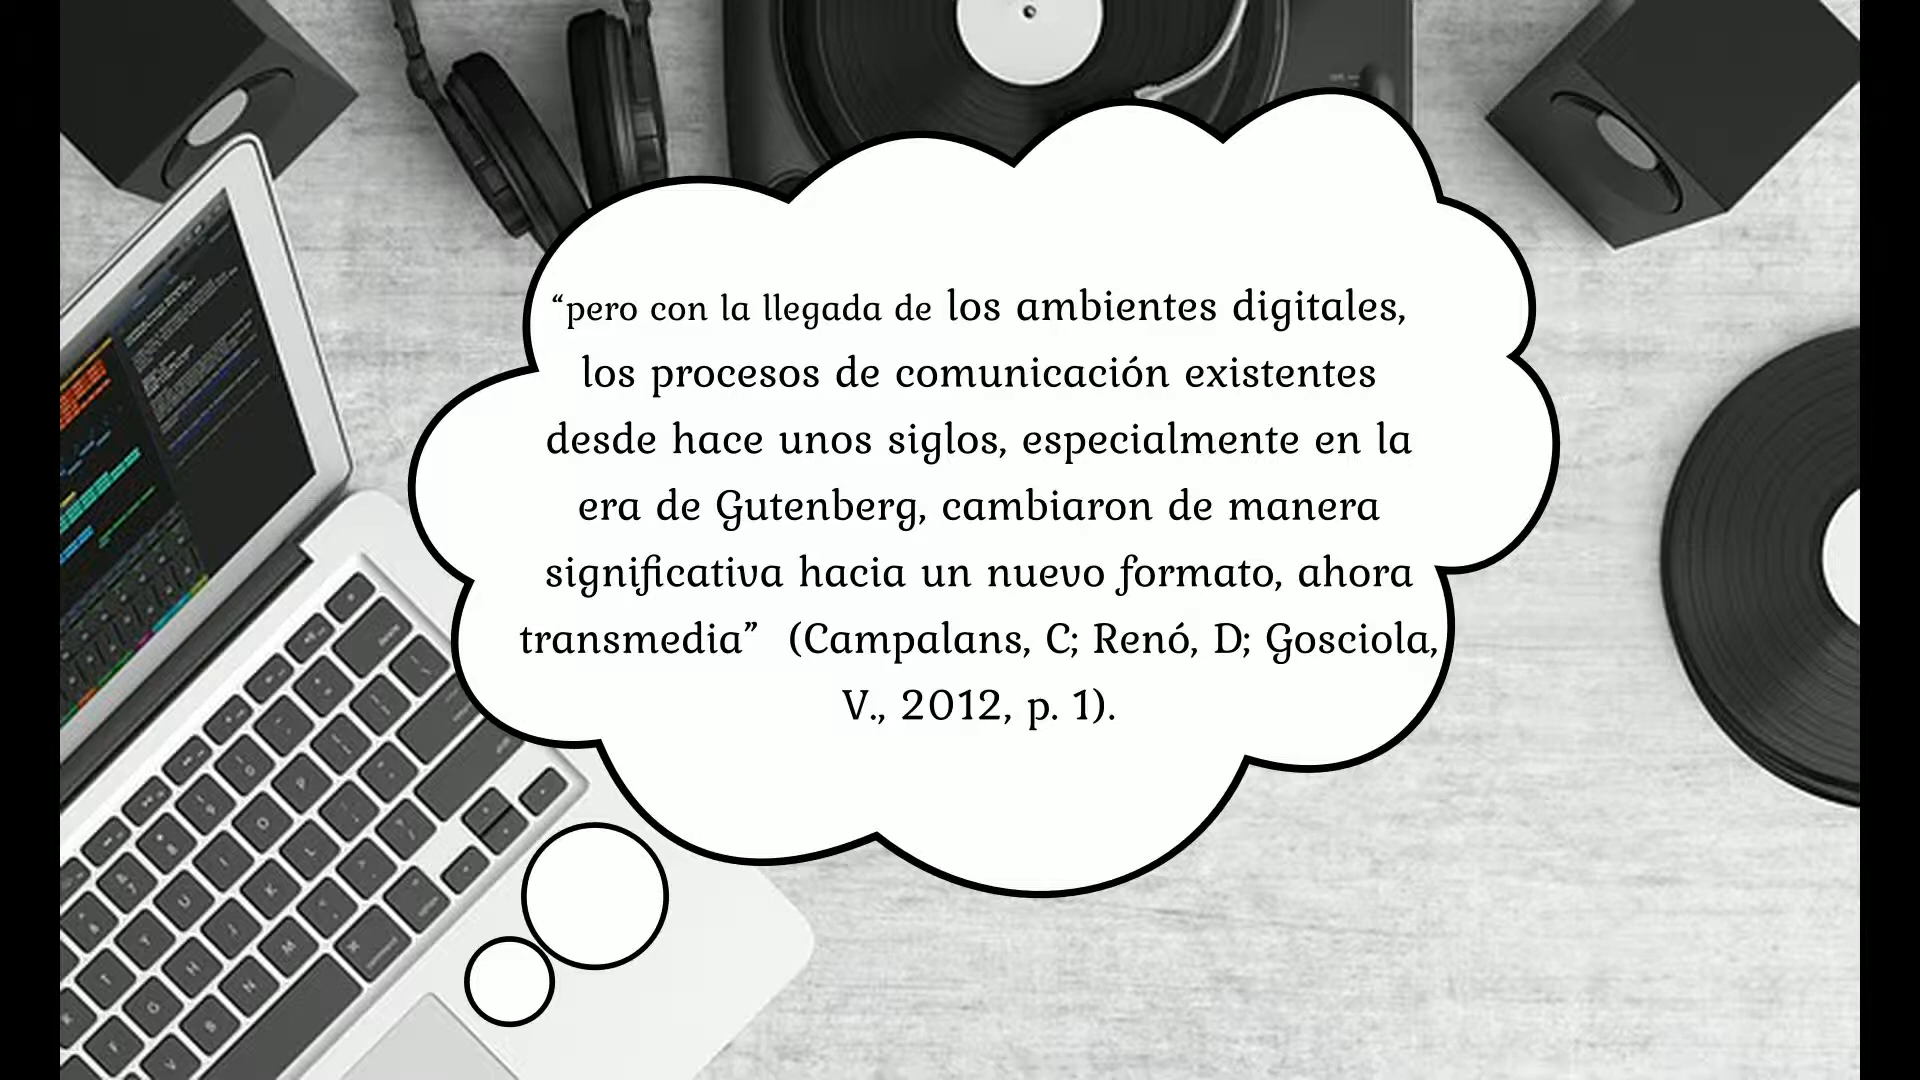 “pero con la llegada de los ambientes digitales,
los procesos de comunicación existentes
desde hace unos siglos, especialmente en la
era de Gutenberg, cambiaron de manera
significativa hacia un nuevo formato, ahora
transmedia”  (Campalans, C; Renó, D; Gosciola,
V., 2012, p. 1).